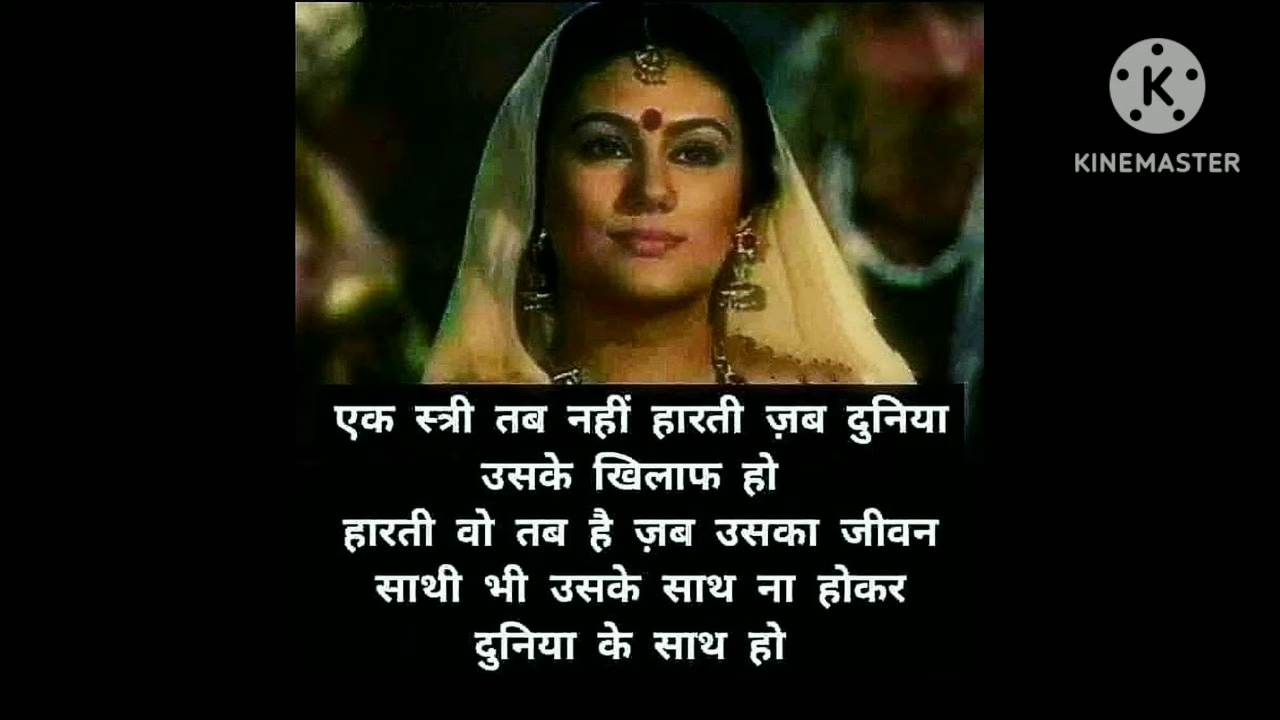 KINEMASTER
एक स्त्री तब नहीं हारती ज़ब दुनिया
उसके खिलाफ हो
हारती वो तब है ज़ब उसका जीवन
साथी भी उसके साथ ना होकर
दुनिया के साथ हो